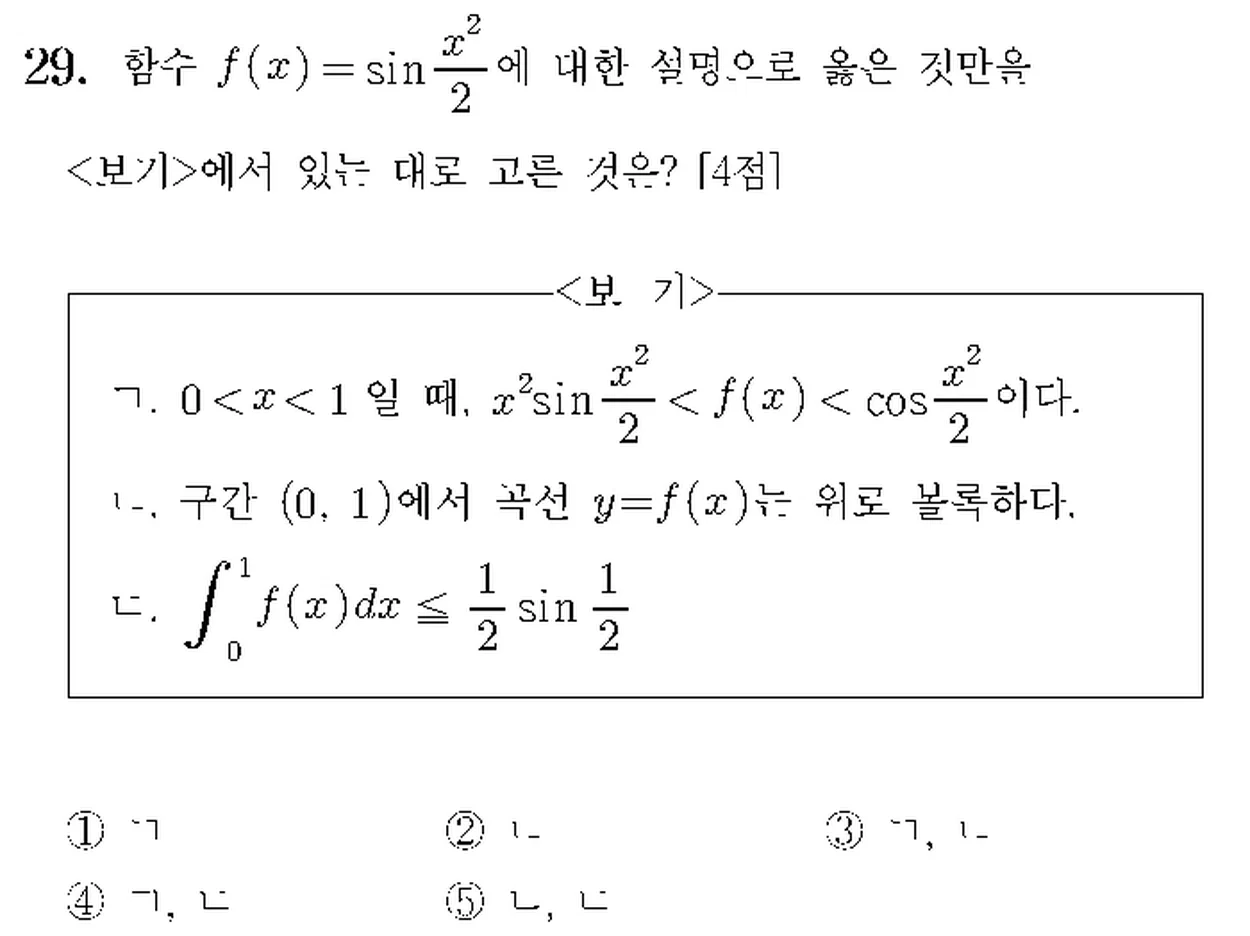 29. 함수 f(x) = sin x²/2 에 대한 설명으로 옳은 것만을
<보기>에서 있는 대로 고른 것은? [4점]
<보 기>
ㄱ. 0 < x < 1 일 때, x² sin x²/2 < f(x) < cos x²/2 이다.
ㄴ. 구간 (0, 1)에서 곡선 y=f(x)는 위로 볼록하다.
ㄷ. ∫₀¹ f(x)dx ≦ 1/2 sin 1/2
① ㄱ ② ㄴ ③ ㄱ, ㄴ
④ ㄱ, ㄷ ⑤ ㄴ, ㄷ